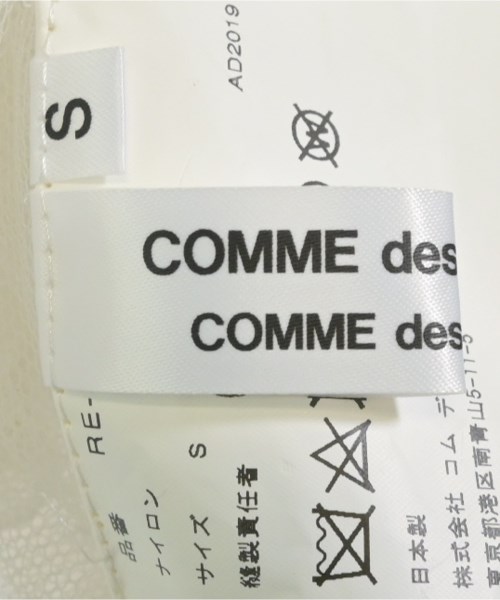 S
COMME des
COMME des
AD2019
RE-
品番
ナイロン
サイズ S
縫製責任者
日本製
株式会社 コム デ
東京都港区南青山5-11-5